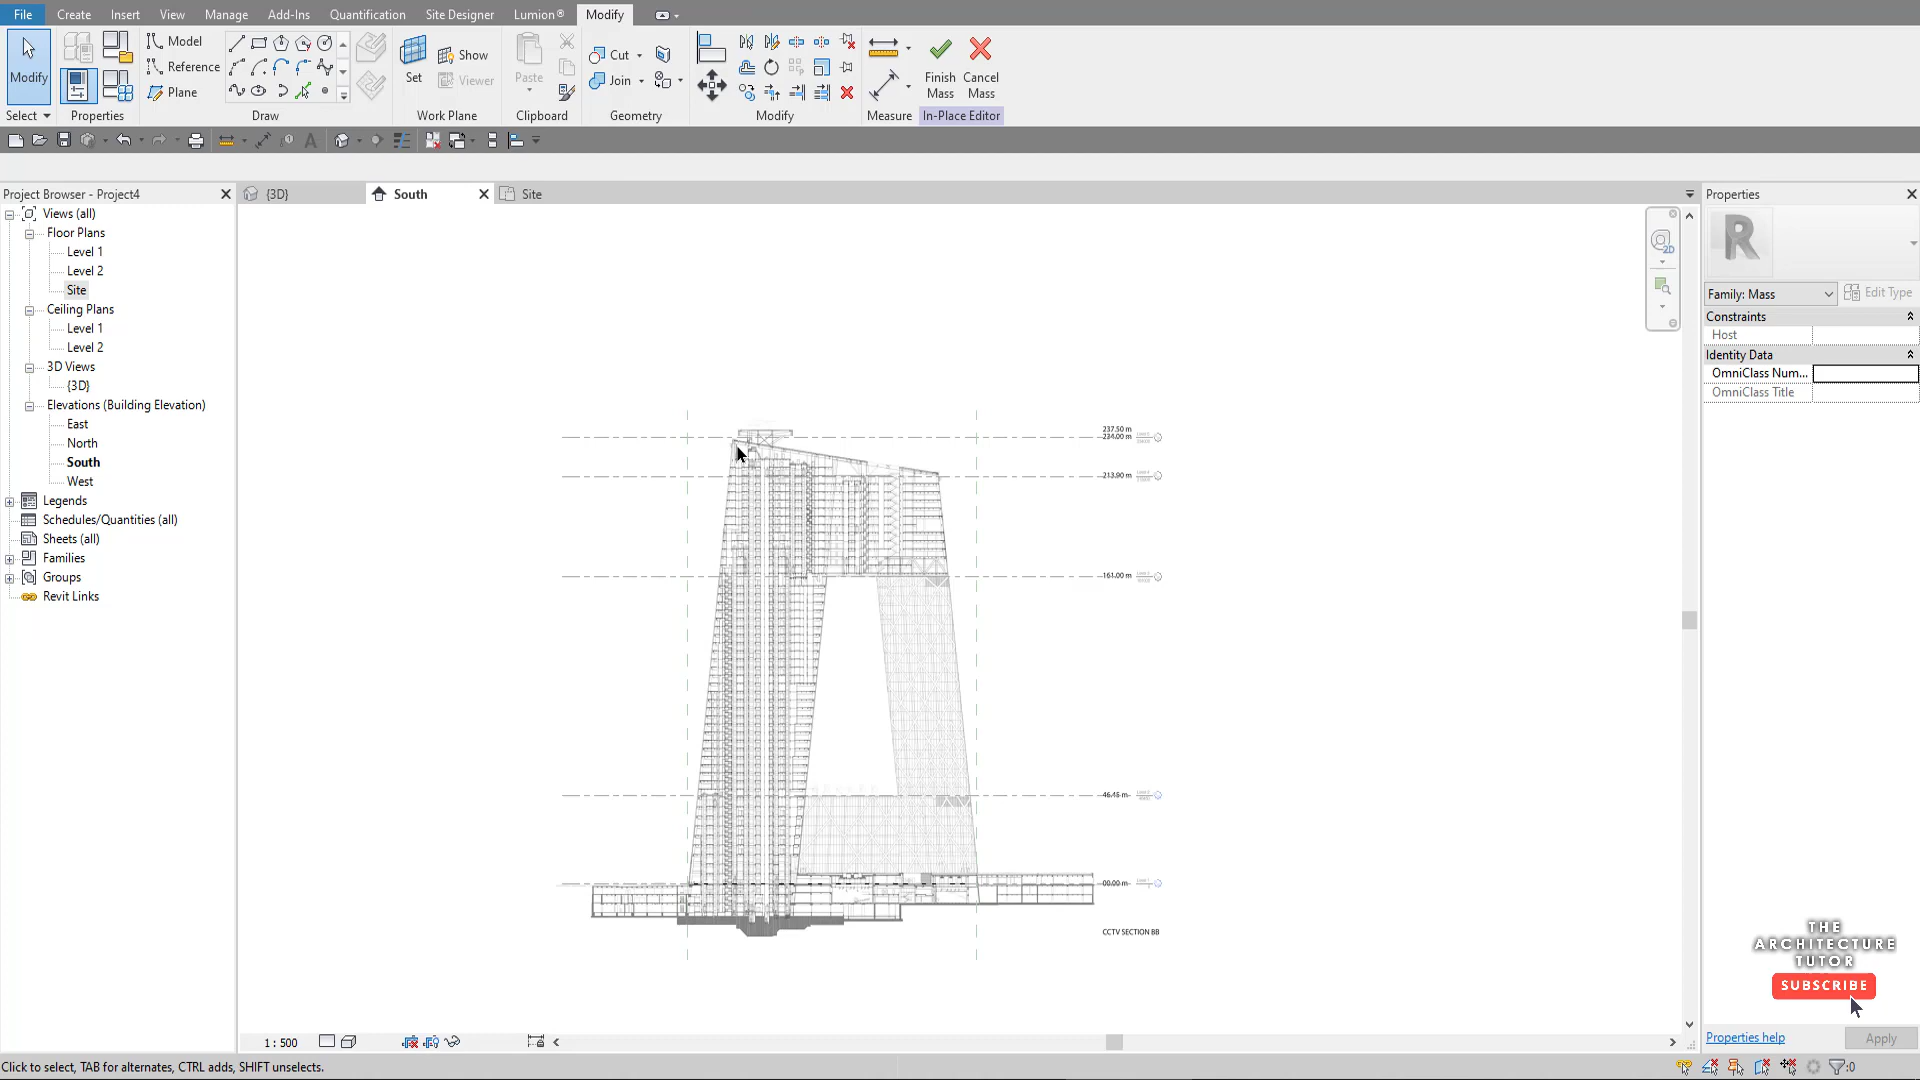 File Create Insert View Manage Add-Ins Quantification Site Designer Lumion® Modify
Model
Reference
Plane
Show
Viewer
Cut
Join
Modify
Set
Paste
Finish Mass
Cancel Mass
Select Properties Draw Work Plane Clipboard Geometry Modify Measure In-Place Editor
Project Browser - Project4
{3D}
South
Site
Properties
Views (all)
Floor Plans
Level 1
Level 2
Site
Ceiling Plans
Level 1
Level 2
3D Views
{3D}
Elevations (Building Elevation)
East
North
South
West
Legends
Schedules/Quantities (all)
Sheets (all)
Families
Groups
Revit Links
2D
R
Family: Mass
Edit Type
Constraints
Host
Identity Data
OmniClass Num...
OmniClass Title
237.50 m
234.00 m
213.90 m
161.00 m
46.45 m
00.00 m
CCTV SECTION BB
THE
ARCHITECTURE
TUTOR
SUBSCRIBE
1 : 500
Properties help
Apply
Click to select, TAB for alternates, CTRL adds, SHIFT unselects.
:0